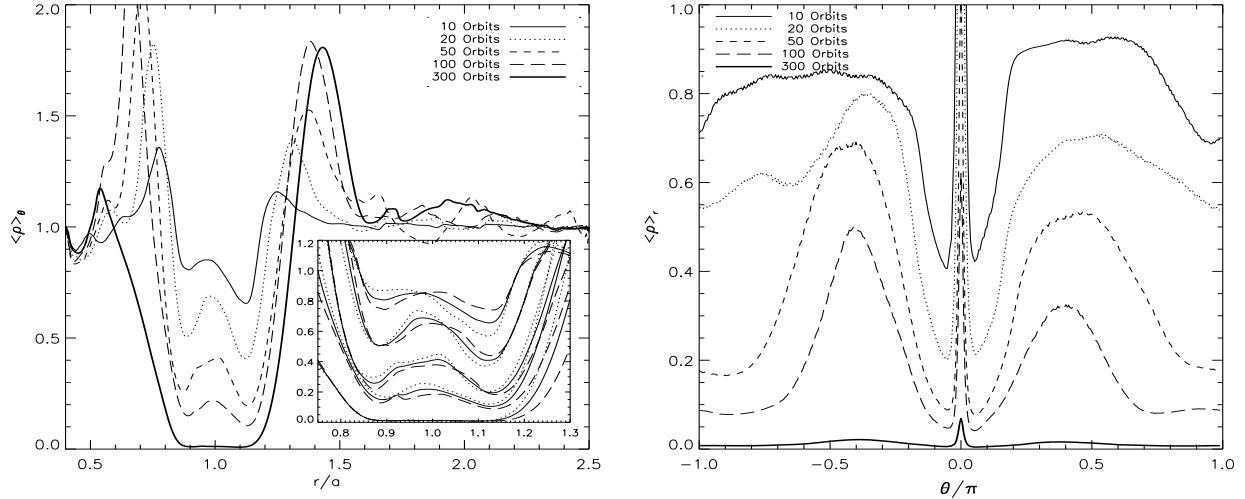 2.0
1.5
1.0
0.5
0.0
<ρ>θ
10 Orbits
20 Orbits
50 Orbits
100 Orbits
300 Orbits
1.2
1.0
0.8
0.6
0.4
0.2
0.0
0.8 0.9 1.0 1.1 1.2 1.3
0.5 1.0 1.5 2.0 2.5
r/a
1.0
0.8
0.6
0.4
0.2
0.0
<ρ>r
10 Orbits
20 Orbits
50 Orbits
100 Orbits
300 Orbits
−1.0 −0.5 0.0 0.5 1.0
θ/π